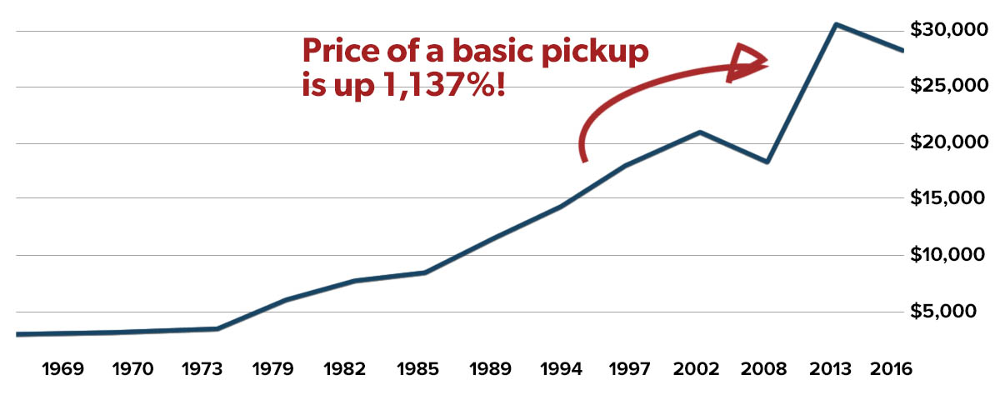 Price of a basic pickup
is up 1,137%!
$30,000
$25,000
$20,000
$15,000
$10,000
$5,000
1969 1970 1973 1979 1982 1985 1989 1994 1997 2002 2008 2013 2016